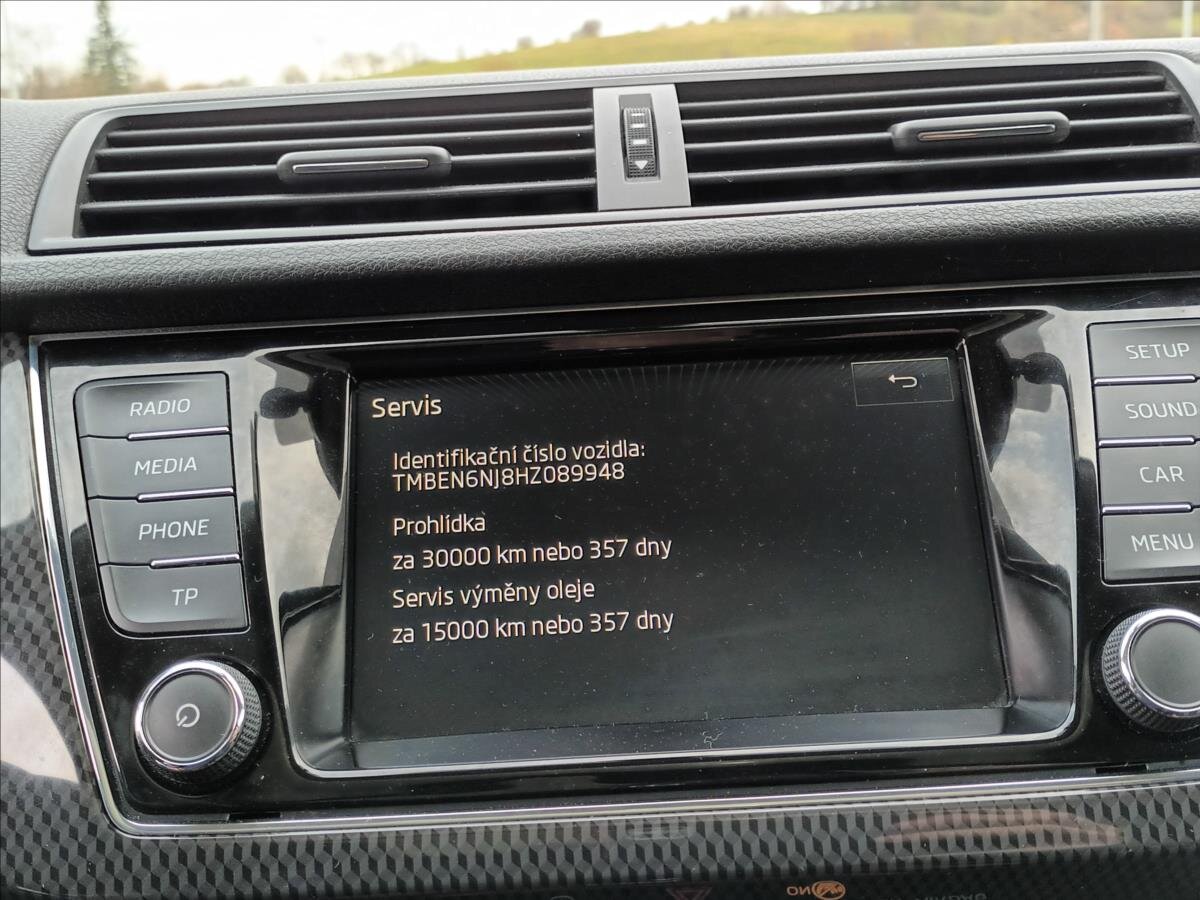 RADIO
MEDIA
PHONE
TP
Servis
Identifikační číslo vozidla:
TMBEN6NJ8HZ089948
Prohlídka
za 30000 km nebo 357 dny
Servis výměny oleje
za 15000 km nebo 357 dny
SETUP
SOUND
CAR
MENU